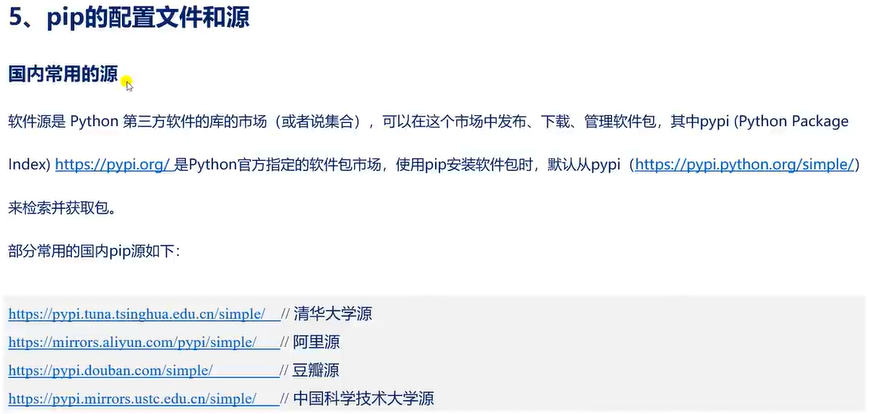 5、pip的配置文件和源
国内常用的源
软件源是 Python 第三方软件的库的市场（或者说集合），可以在这个市场中发布、下载、管理软件包，其中pypi (Python Package
Index) https://pypi.org/ 是Python官方指定的软件包市场，使用pip安装软件包时，默认从pypi（https://pypi.python.org/simple/）
来检索并获取包。
部分常用的国内pip源如下：
https://pypi.tuna.tsinghua.edu.cn/simple/ // 清华大学源
https://mirrors.aliyun.com/pypi/simple/ // 阿里源
https://pypi.douban.com/simple/ // 豆瓣源
https://pypi.mirrors.ustc.edu.cn/simple/ // 中国科学技术大学源